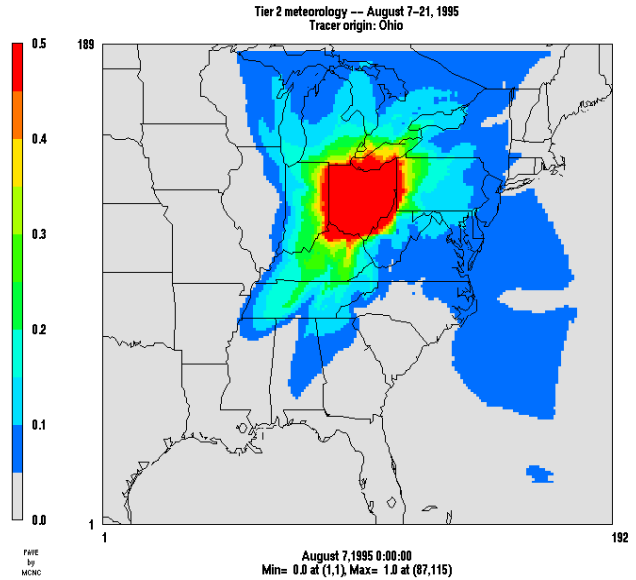 Tier 2 meteorology -- August 7-21, 1995
Tracer origin: Ohio
0.5
0.4
0.3
0.2
0.1
0.0
189
1
1
192
PAVE
by
MCNC
August 7,1995 0:00:00
Min= 0.0 at (1,1), Max= 1.0 at (87,115)